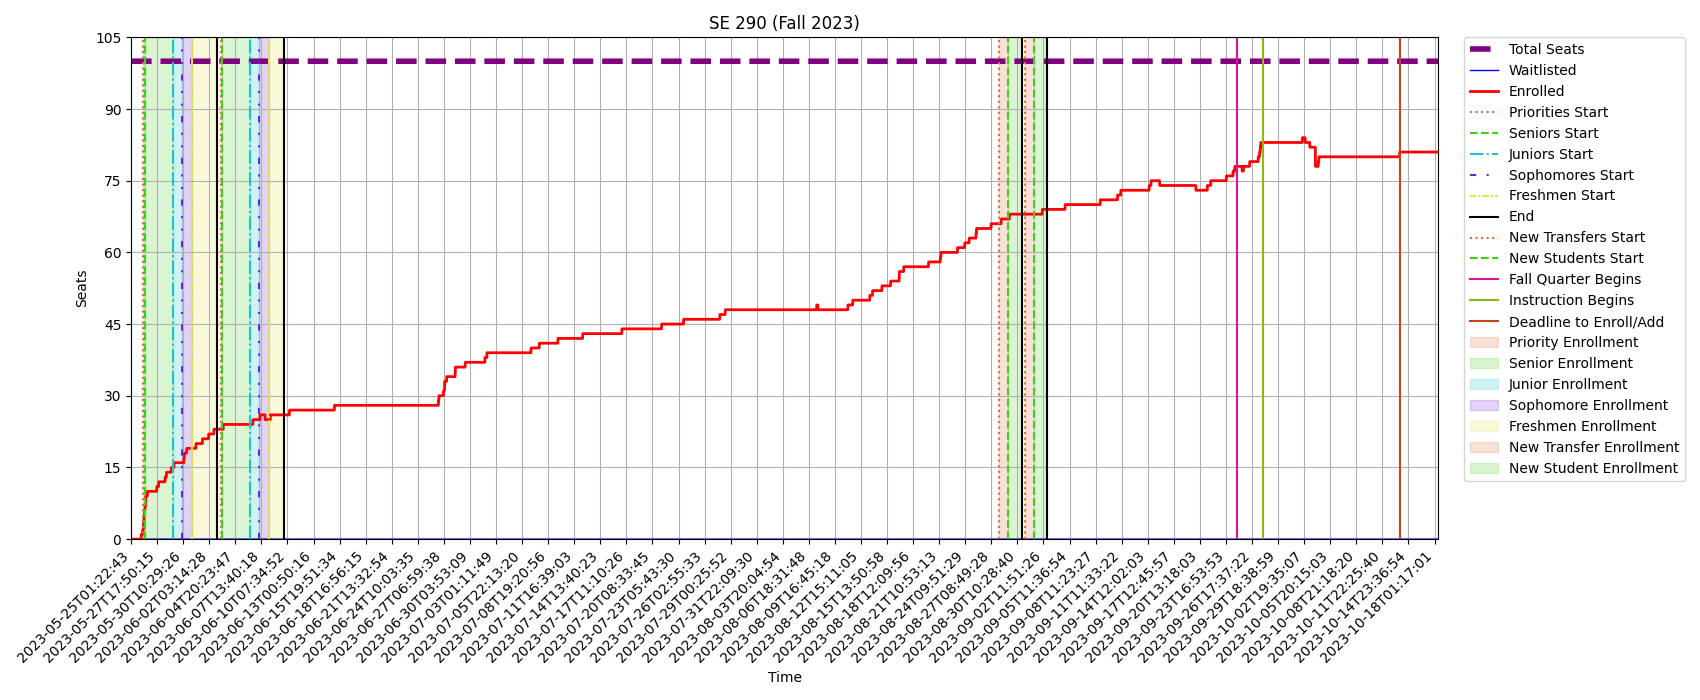 SE 290 (Fall 2023)
105
90
75
60
45
30
15
0
Seats
2023-05-25T01:22:43
2023-05-27T17:50:15
2023-05-30T10:29:26
2023-06-02T03:14:28
2023-06-04T20:23:47
2023-06-07T13:40:18
2023-06-10T07:34:52
2023-06-13T00:50:16
2023-06-15T19:51:34
2023-06-18T16:56:15
2023-06-21T13:32:54
2023-06-24T10:03:35
2023-06-27T06:59:38
2023-06-30T03:53:09
2023-07-03T01:11:49
2023-07-05T22:13:20
2023-07-08T19:20:56
2023-07-11T16:39:03
2023-07-14T13:40:23
2023-07-17T11:10:26
2023-07-20T08:33:45
2023-07-23T05:43:30
2023-07-26T02:55:33
2023-07-29T00:25:52
2023-07-31T22:09:30
2023-08-03T20:04:54
2023-08-06T18:31:48
2023-08-09T16:45:18
2023-08-12T15:11:05
2023-08-15T13:50:58
2023-08-18T12:09:56
2023-08-21T10:53:13
2023-08-24T09:51:29
2023-08-27T08:49:28
2023-08-30T10:28:40
2023-09-02T11:51:26
2023-09-05T11:36:54
2023-09-08T11:23:27
2023-09-11T11:33:22
2023-09-14T12:02:03
2023-09-17T12:45:57
2023-09-20T13:18:03
2023-09-23T16:53:53
2023-09-26T17:37:22
2023-09-29T18:38:59
2023-10-02T19:35:07
2023-10-05T20:15:03
2023-10-08T21:18:20
2023-10-11T22:25:40
2023-10-14T23:36:54
2023-10-18T01:17:01
Time
Total Seats
Waitlisted
Enrolled
Priorities Start
Seniors Start
Juniors Start
Sophomores Start
Freshmen Start
End
New Transfers Start
New Students Start
Fall Quarter Begins
Instruction Begins
Deadline to Enroll/Add
Priority Enrollment
Senior Enrollment
Junior Enrollment
Sophomore Enrollment
Freshmen Enrollment
New Transfer Enrollment
New Student Enrollment